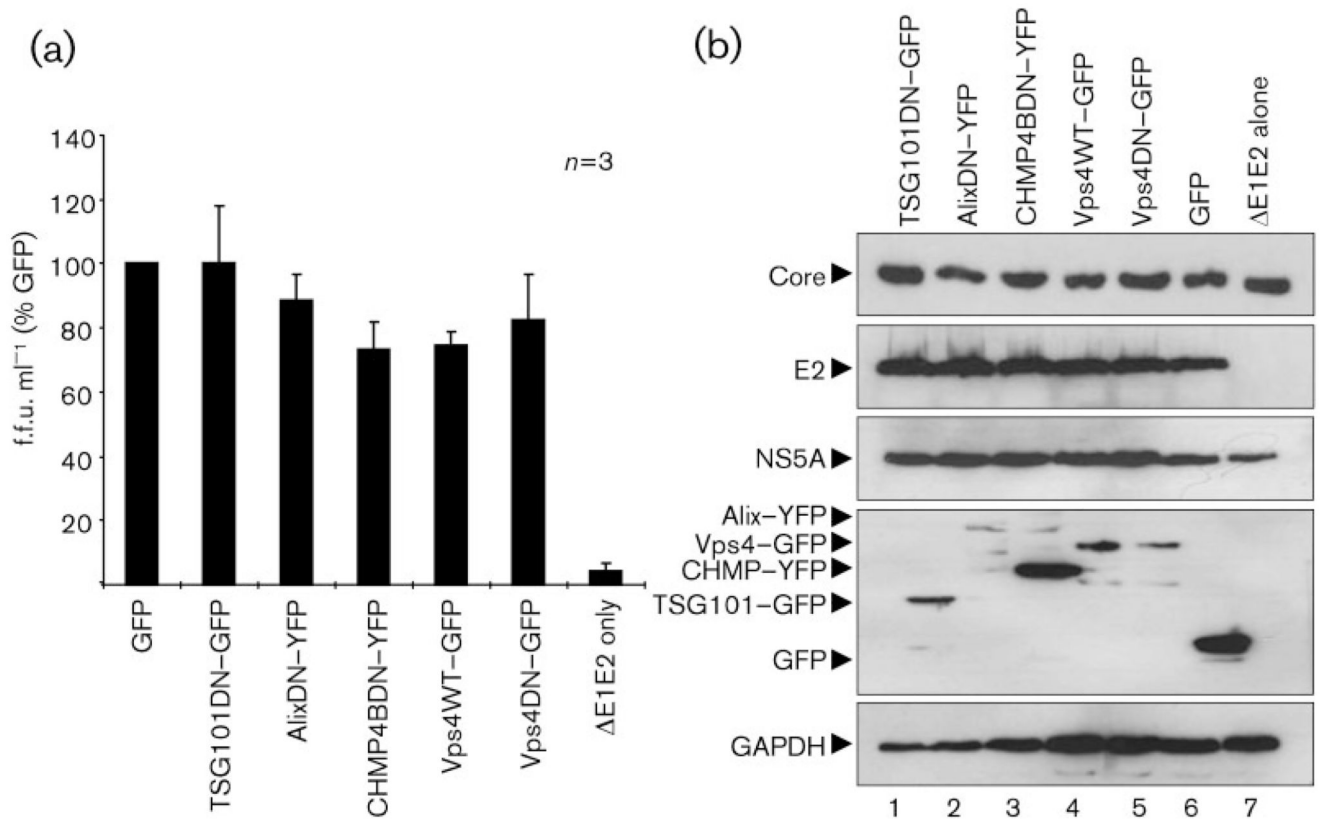 (a)
f.f.u. ml⁻¹ (% GFP)
140
120
100
80
60
40
20
n=3
GFP
TSG101DN–GFP
AlixDN–YFP
CHMP4BDN–YFP
Vps4WT–GFP
Vps4DN–GFP
ΔE1E2 only
(b)
TSG101DN–GFP
AlixDN–YFP
CHMP4BDN–YFP
Vps4WT–GFP
Vps4DN–GFP
GFP
ΔE1E2 alone
Core
E2
NS5A
Alix–YFP
Vps4–GFP
CHMP–YFP
TSG101–GFP
GFP
GAPDH
1 2 3 4 5 6 7